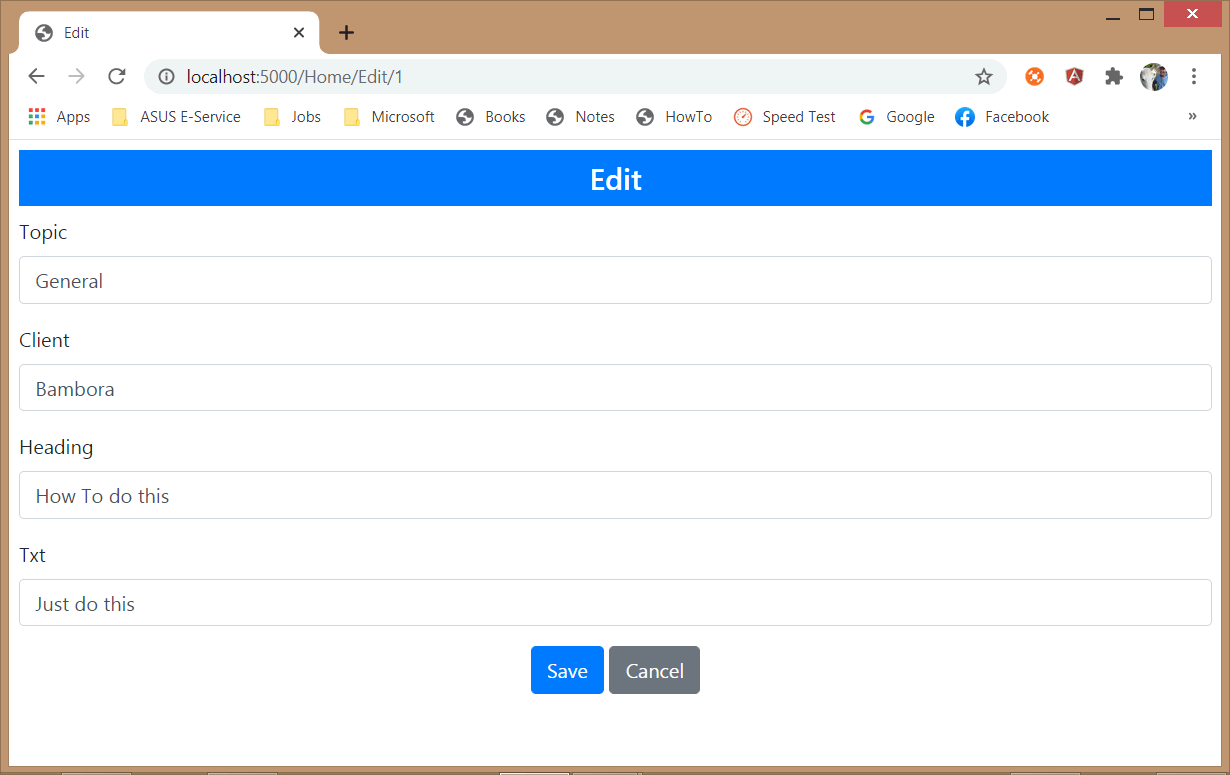 Edit
localhost:5000/Home/Edit/1
Apps ASUS E-Service Jobs Microsoft Books Notes HowTo Speed Test Google Facebook »
Edit
Topic
General
Client
Bambora
Heading
How To do this
Txt
Just do this
Save Cancel